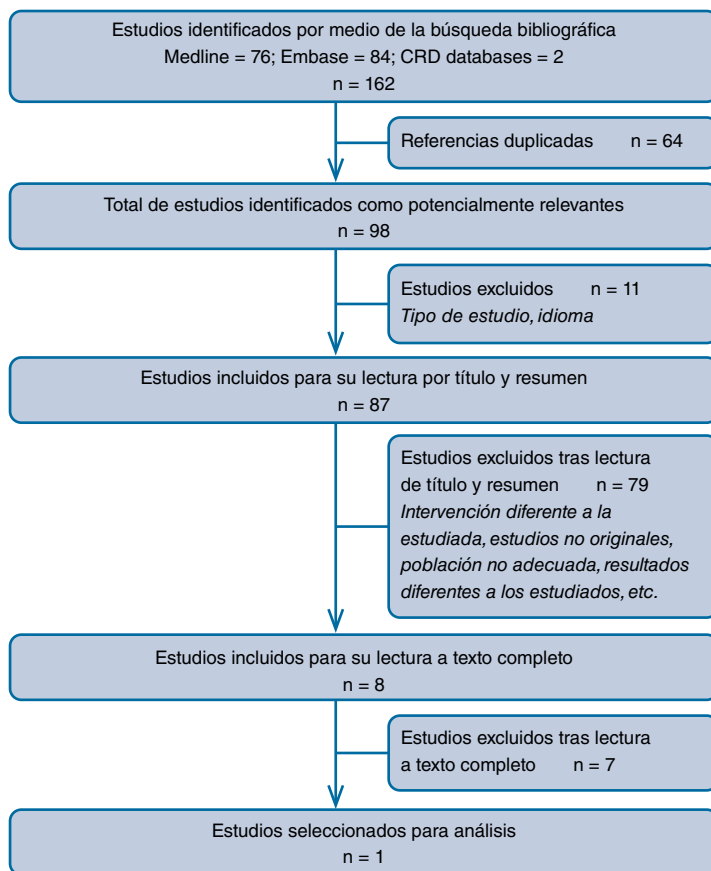 Estudios identificados por medio de la búsqueda bibliográfica
Medline = 76; Embase = 84; CRD databases = 2
n = 162
Referencias duplicadas n = 64
Total de estudios identificados como potencialmente relevantes
n = 98
Estudios excluidos n = 11
Tipo de estudio, idioma
Estudios incluidos para su lectura por título y resumen
n = 87
Estudios excluidos tras lectura
de título y resumen n = 79
Intervención diferente a la
estudiada, estudios no originales,
población no adecuada, resultados
diferentes a los estudiados, etc.
Estudios incluidos para su lectura a texto completo
n = 8
Estudios excluidos tras lectura
a texto completo n = 7
Estudios seleccionados para análisis
n = 1